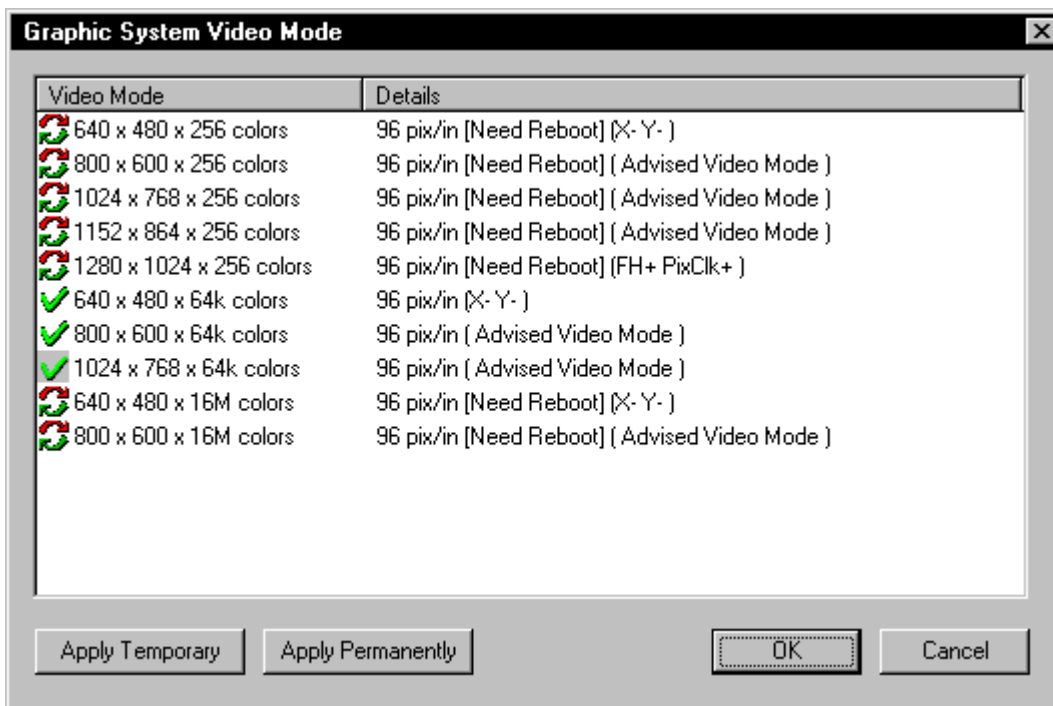 Graphic System Video Mode
Video Mode Details
640 x 480 x 256 colors 96 pix/in [Need Reboot] (X- Y- )
800 x 600 x 256 colors 96 pix/in [Need Reboot] ( Advised Video Mode )
1024 x 768 x 256 colors 96 pix/in [Need Reboot] ( Advised Video Mode )
1152 x 864 x 256 colors 96 pix/in [Need Reboot] ( Advised Video Mode )
1280 x 1024 x 256 colors 96 pix/in [Need Reboot] (FH+ PixClk+ )
640 x 480 x 64k colors 96 pix/in (X- Y- )
800 x 600 x 64k colors 96 pix/in ( Advised Video Mode )
1024 x 768 x 64k colors 96 pix/in ( Advised Video Mode )
640 x 480 x 16M colors 96 pix/in [Need Reboot] (X- Y- )
800 x 600 x 16M colors 96 pix/in [Need Reboot] ( Advised Video Mode )
Apply Temporary Apply Permanently OK Cancel